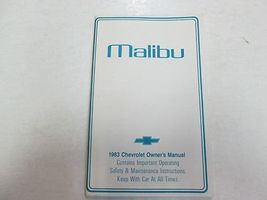 Malibu
1983 Chevrolet Owner's Manual
Contains Important Operating
Safety & Maintenance Instructions.
Keep With Car At All Times.